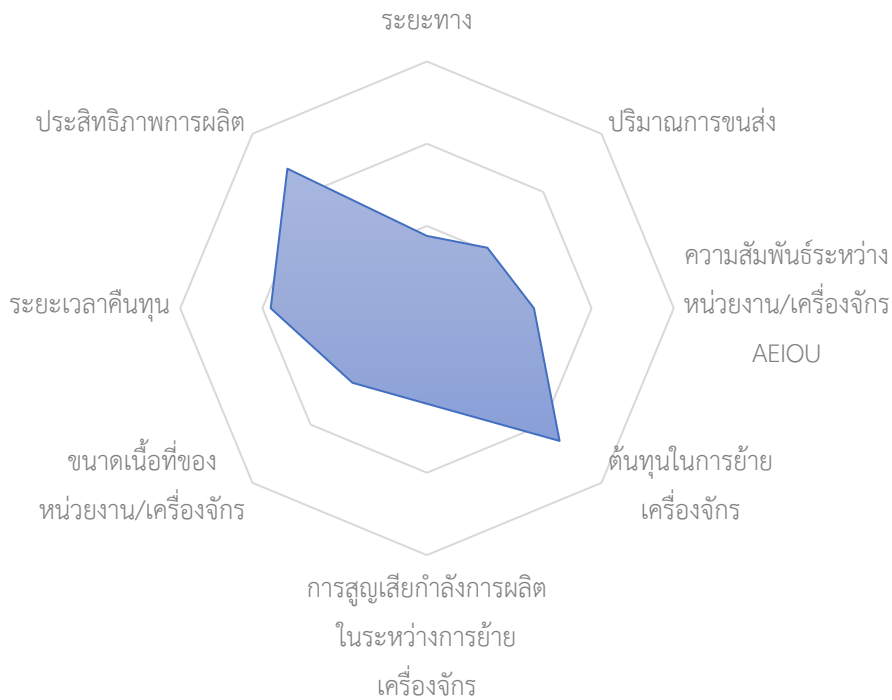 ระยะทาง
ปริมาณการขนส่ง
ความสัมพันธ์ระหว่าง
หน่วยงาน/เครื่องจักร
AEIOU
ต้นทุนในการย้าย
เครื่องจักร
การสูญเสียกำลังการผลิต
ในระหว่างการย้าย
เครื่องจักร
ขนาดเนื้อที่ของ
หน่วยงาน/เครื่องจักร
ระยะเวลาคืนทุน
ประสิทธิภาพการผลิต